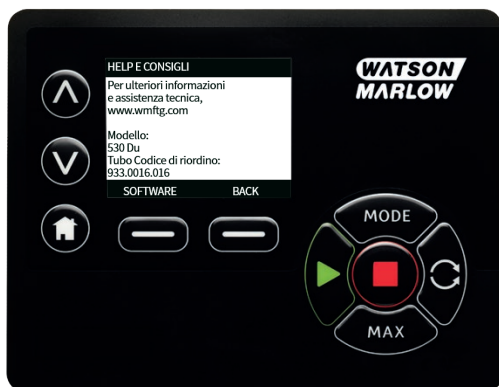 HELP E CONSIGLI
Per ulteriori informazioni
e assistenza tecnica,
www.wmftg.com
Modello:
530 Du
Tubo Codice di riordino:
933.0016.016
SOFTWARE BACK
WATSON
MARLOW
MODE
MAX